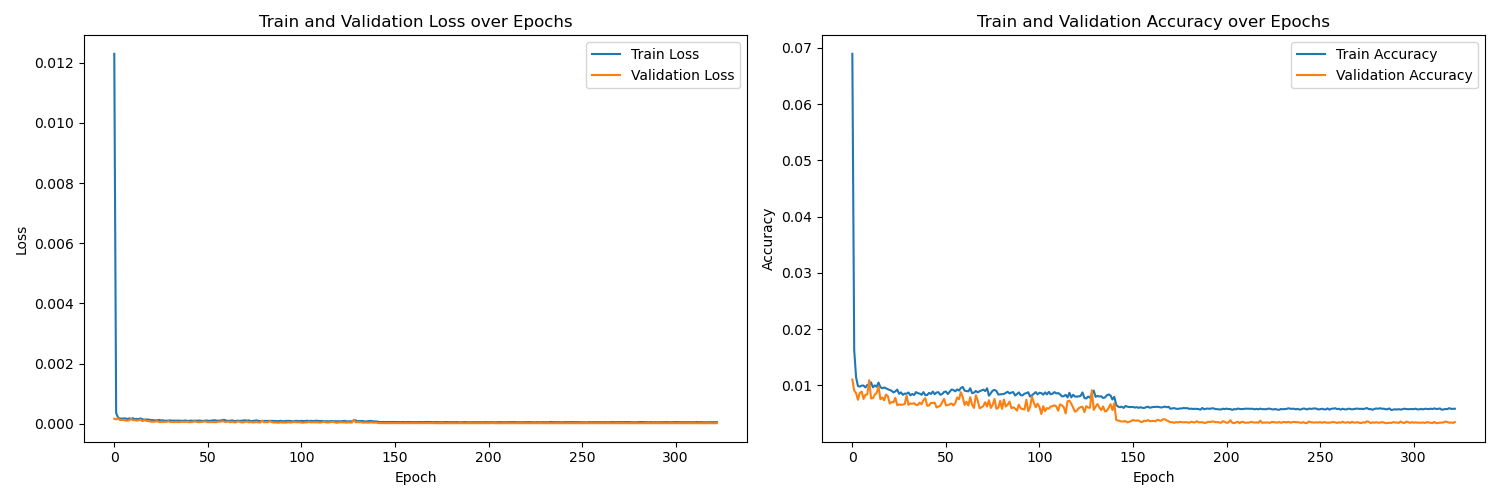 Train and Validation Loss over Epochs
Train Loss
Validation Loss
0.012
0.010
0.008
0.006
0.004
0.002
0.000
Loss
0
50
100
150
200
250
300
Epoch
Train and Validation Accuracy over Epochs
Train Accuracy
Validation Accuracy
0.07
0.06
0.05
0.04
0.03
0.02
0.01
Accuracy
0
50
100
150
200
250
300
Epoch